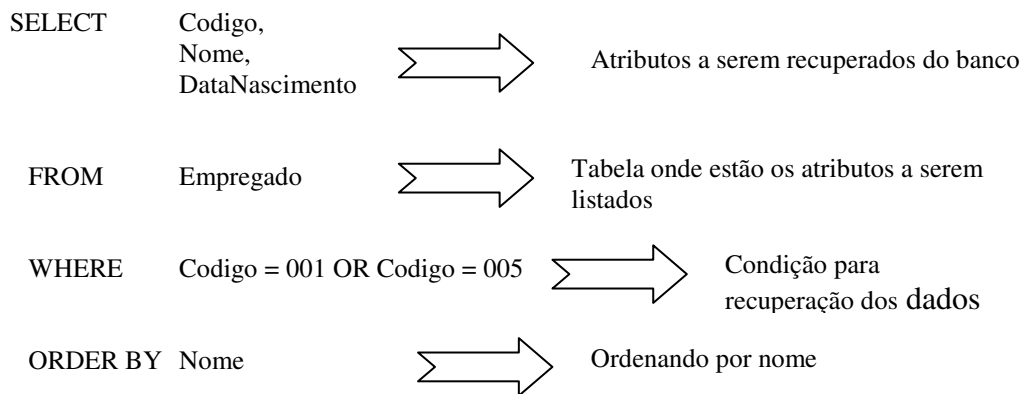 SELECT Codigo,
Nome,
DataNascimento
Atributos a serem recuperados do banco
FROM Empregado
Tabela onde estão os atributos a serem
listados
WHERE Codigo = 001 OR Codigo = 005
Condição para
recuperação dos dados
ORDER BY Nome
Ordenando por nome